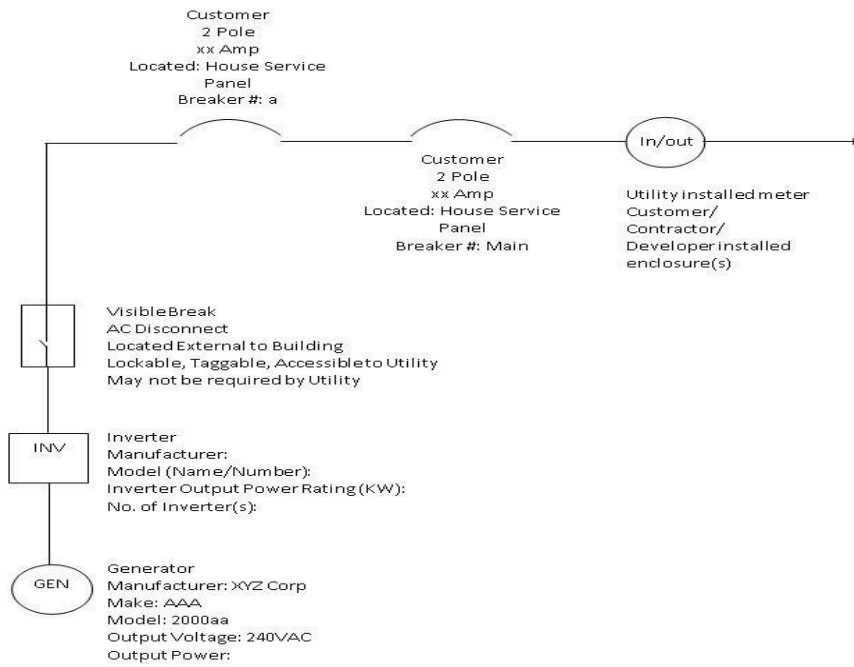 Customer
2 Pole
xx Amp
Located: House Service
Panel
Breaker #: a
In/out
Customer
2 Pole
xx Amp
Located: House Service
Panel
Breaker #: Main
Utility installed meter
Customer/
Contractor/
Developer installed
enclosure(s)
Visible Break
AC Disconnect
Located External to Building
Lockable, Taggable, Accessible to Utility
May not be required by Utility
INV
Inverter
Manufacturer:
Model (Name/Number):
Inverter Output Power Rating (KW):
No. of Inverter(s):
GEN
Generator
Manufacturer: XYZ Corp
Make: AAA
Model: 2000aa
Output Voltage: 240VAC
Output Power: